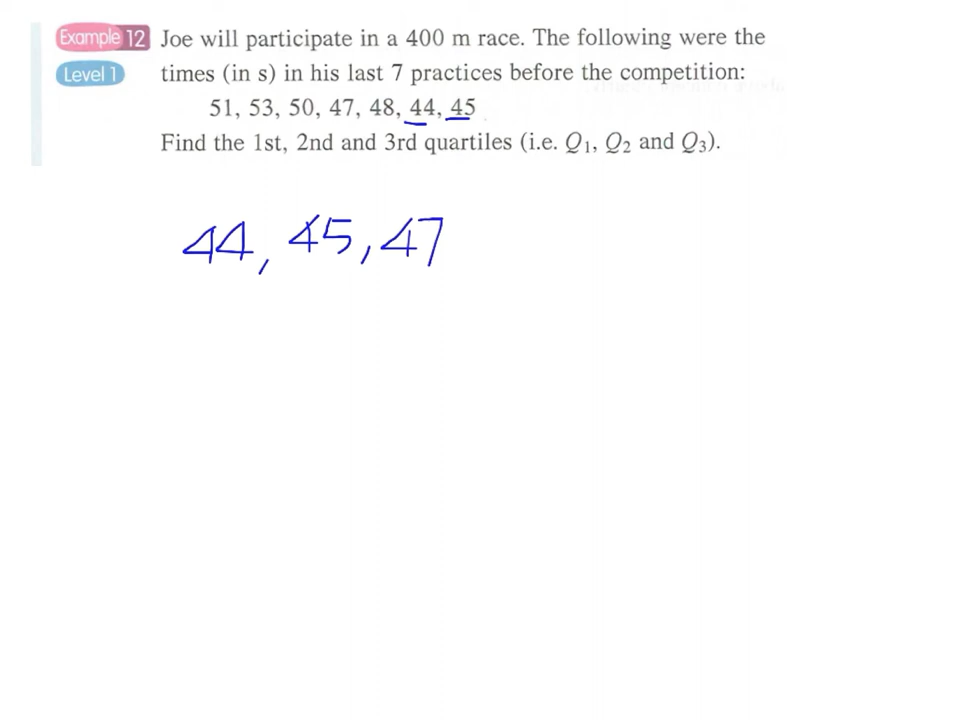 Example 12 Joe will participate in a 400 m race. The following were the
Level 1 times (in s) in his last 7 practices before the competition:
51, 53, 50, 47, 48, 44, 45
Find the 1st, 2nd and 3rd quartiles (i.e. Q₁, Q₂ and Q₃).
44, 45, 47